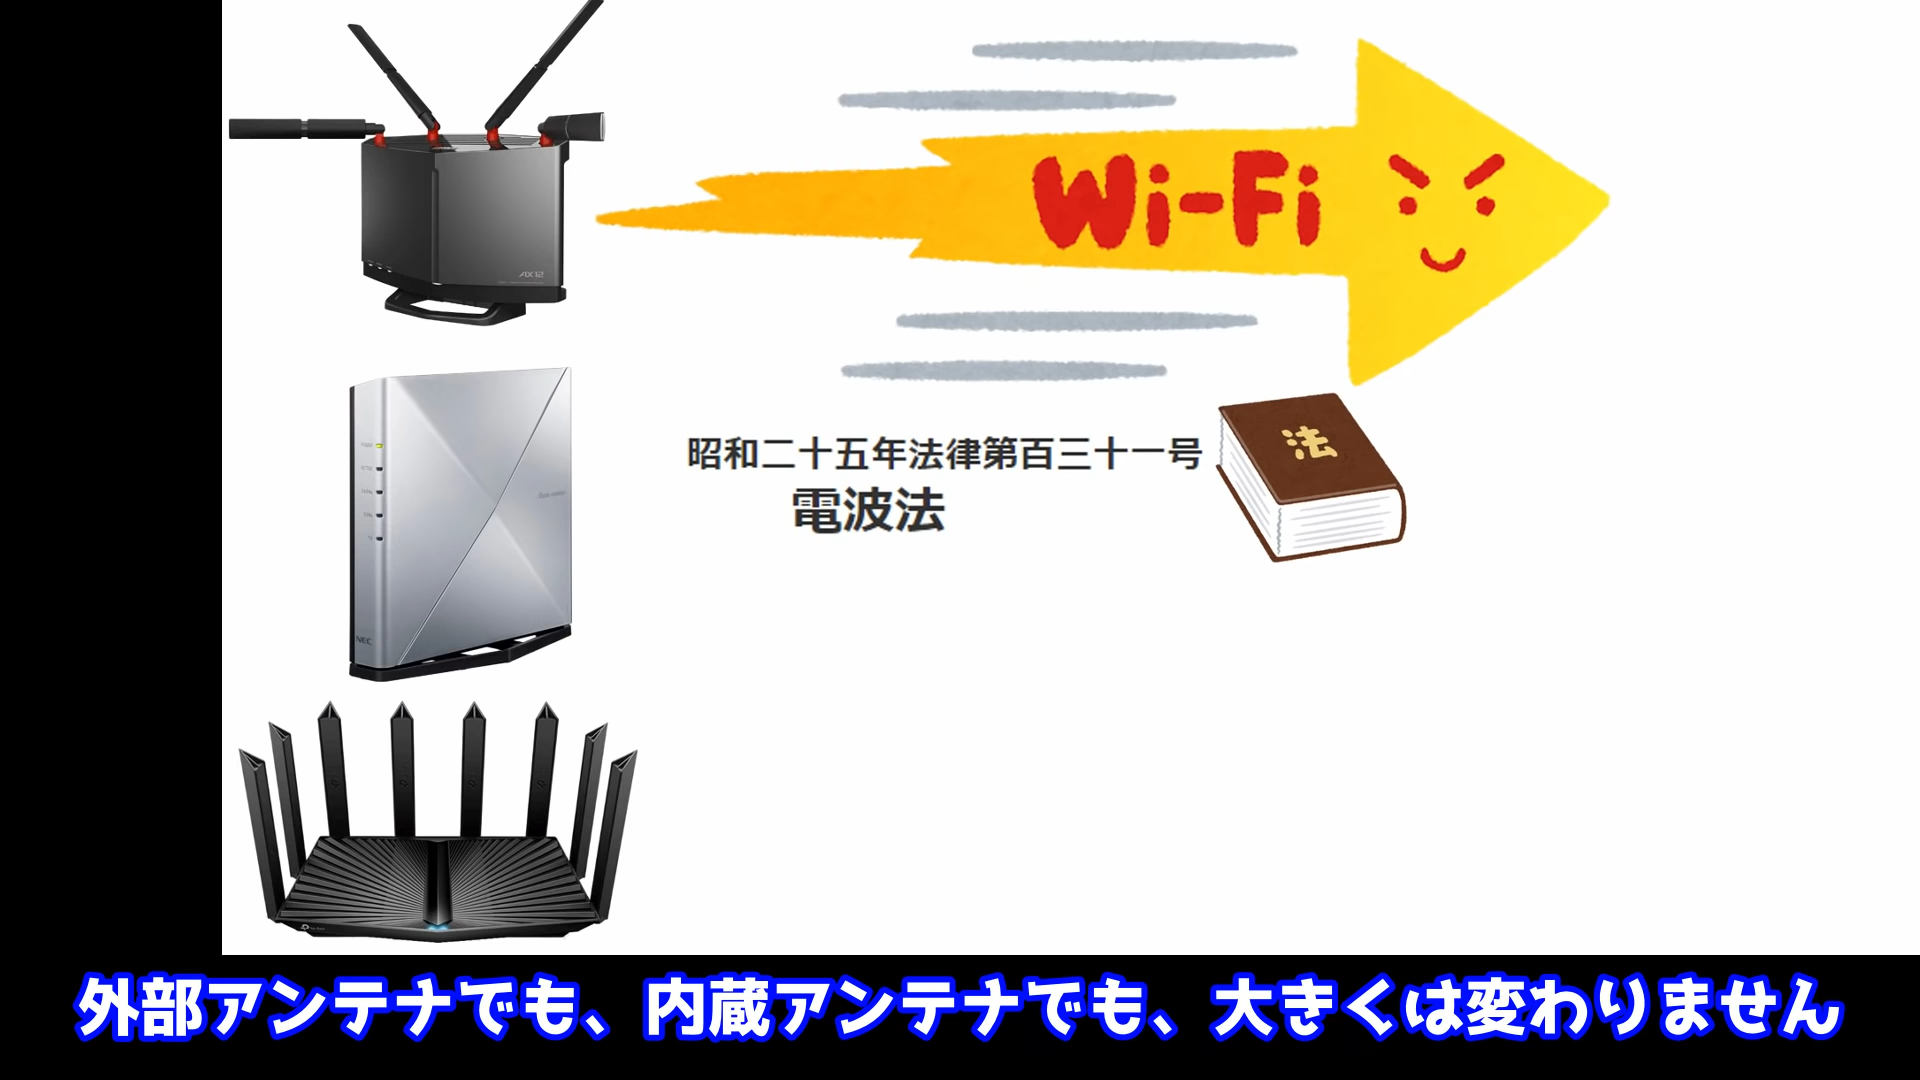 Wi-Fi
AX12
法
昭和二十五年法律第百三十一号
電波法
NEC
外部アンテナでも、内蔵アンテナでも、大きくは変わりません